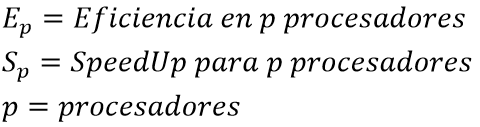 E_p = Eficiencia en p procesadores
S_p = SpeedUp para p procesadores
p = procesadores